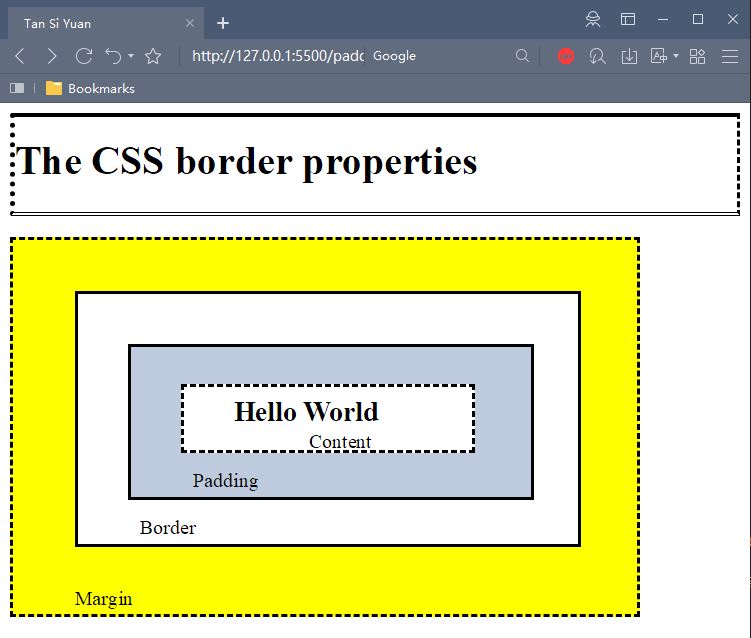 Tan Si Yuan
http://127.0.0.1:5500/padd
Google
Bookmarks
The CSS border properties
Hello World
Content
Padding
Border
Margin